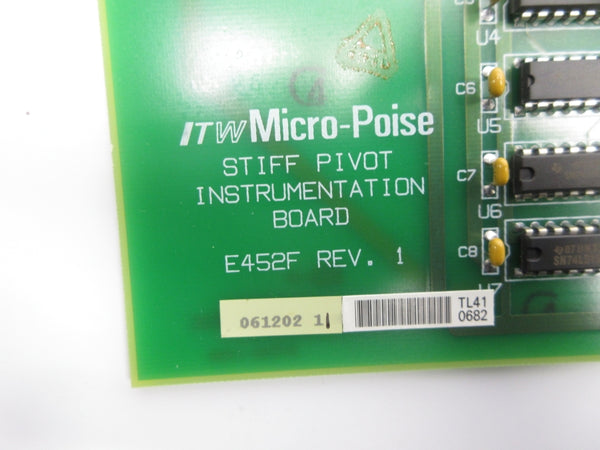 U4
C6
U5
ITW Micro-Poise
STIFF PIVOT
INSTRUMENTATION
BOARD
E452F REV. 1
C7
U6
C8
U7
061202 1
TL41
0682